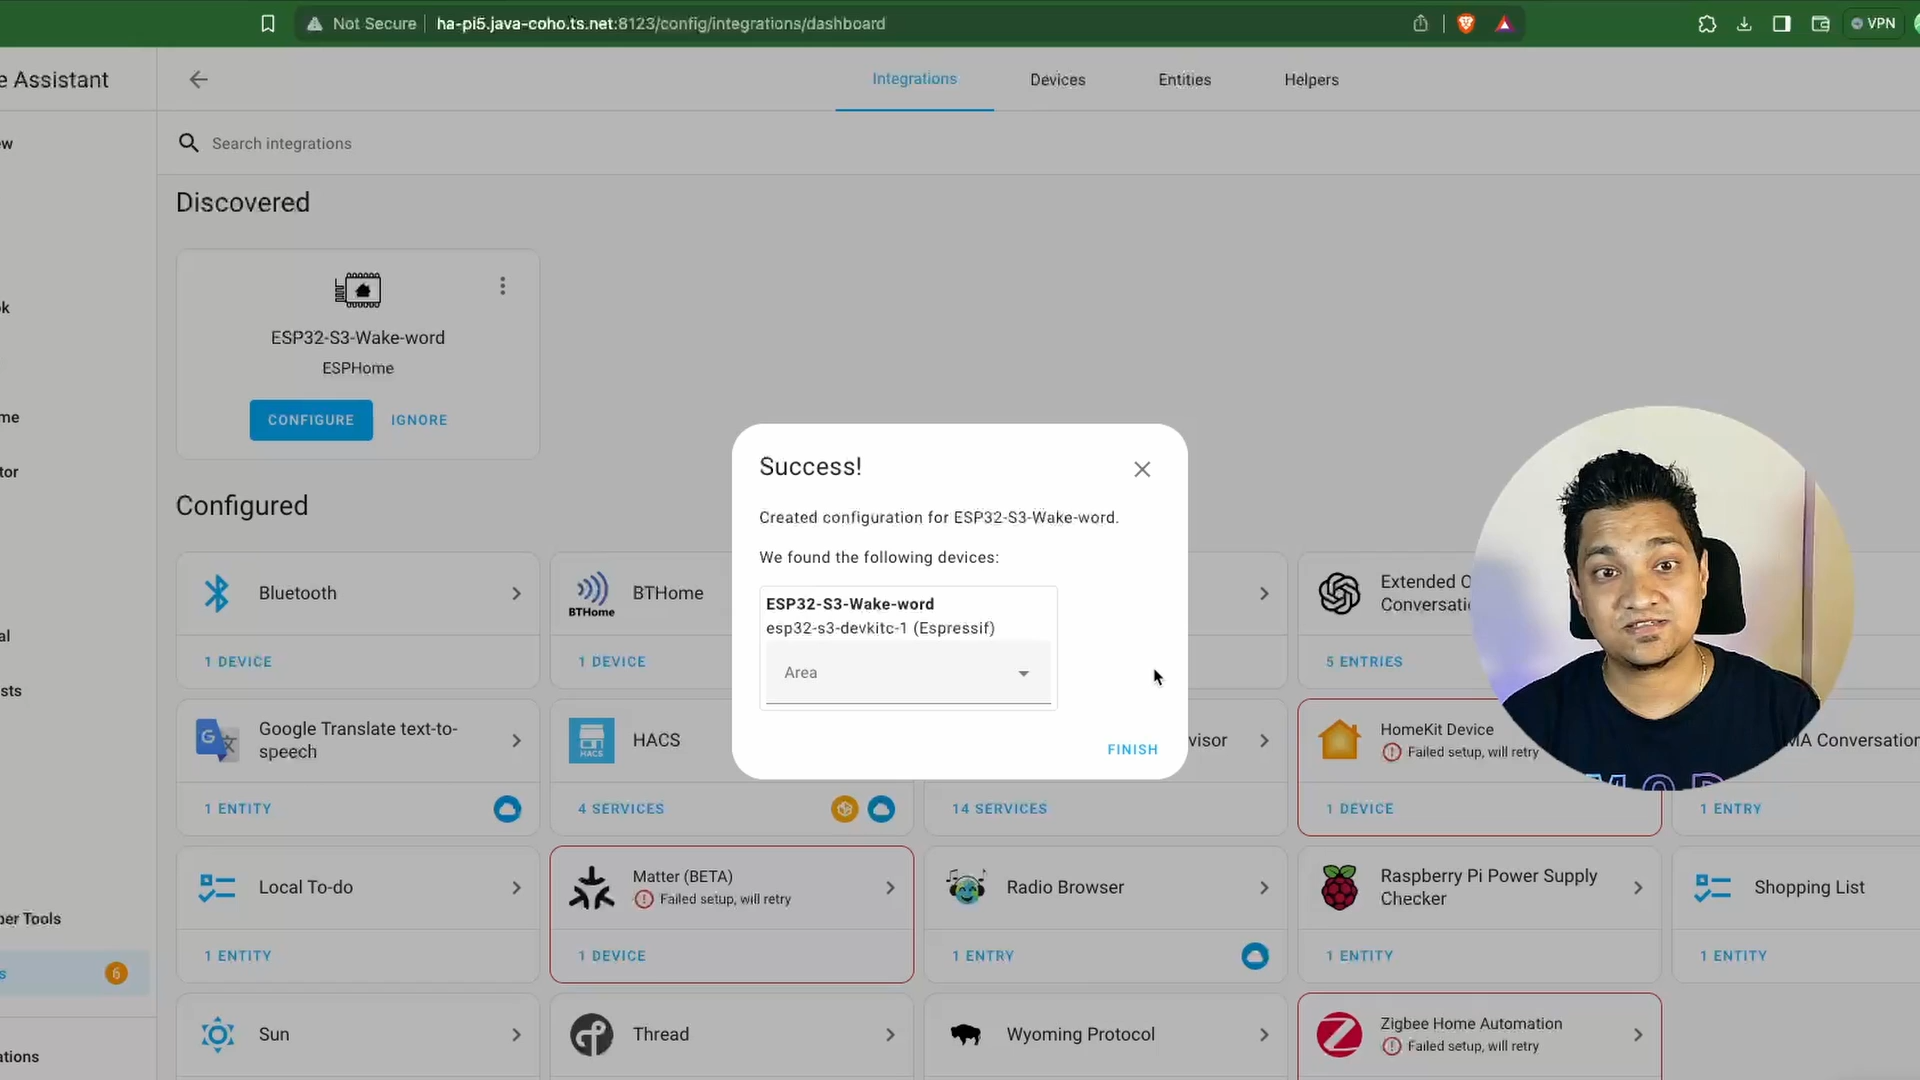 Not Secure
ha-pi5.java-coho.ts.net:8123/config/integrations/dashboard
VPN
e Assistant
Integrations
Devices
Entities
Helpers
Search integrations
Discovered
ESP32-S3-Wake-word
ESPHome
CONFIGURE
IGNORE
Configured
Success!
Created configuration for ESP32-S3-Wake-word.
We found the following devices:
ESP32-S3-Wake-word
esp32-s3-devkitc-1 (Espressif)
Area
FINISH
Bluetooth
1 DEVICE
BTHome
BTHome
1 DEVICE
Extended O
Conversatio
5 ENTRIES
Google Translate text-to-
speech
1 ENTITY
HACS
HACS
4 SERVICES
visor
14 SERVICES
HomeKit Device
Failed setup, will retry
1 DEVICE
MA Conversation
1 ENTRY
Local To-do
1 ENTITY
Matter (BETA)
Failed setup, will retry
1 DEVICE
Radio Browser
1 ENTRY
Raspberry Pi Power Supply
Checker
1 ENTITY
Shopping List
1 ENTITY
Sun
Thread
Wyoming Protocol
Zigbee Home Automation
Failed setup, will retry
ew
ok
me
tor
al
sts
per Tools
s
6
ations